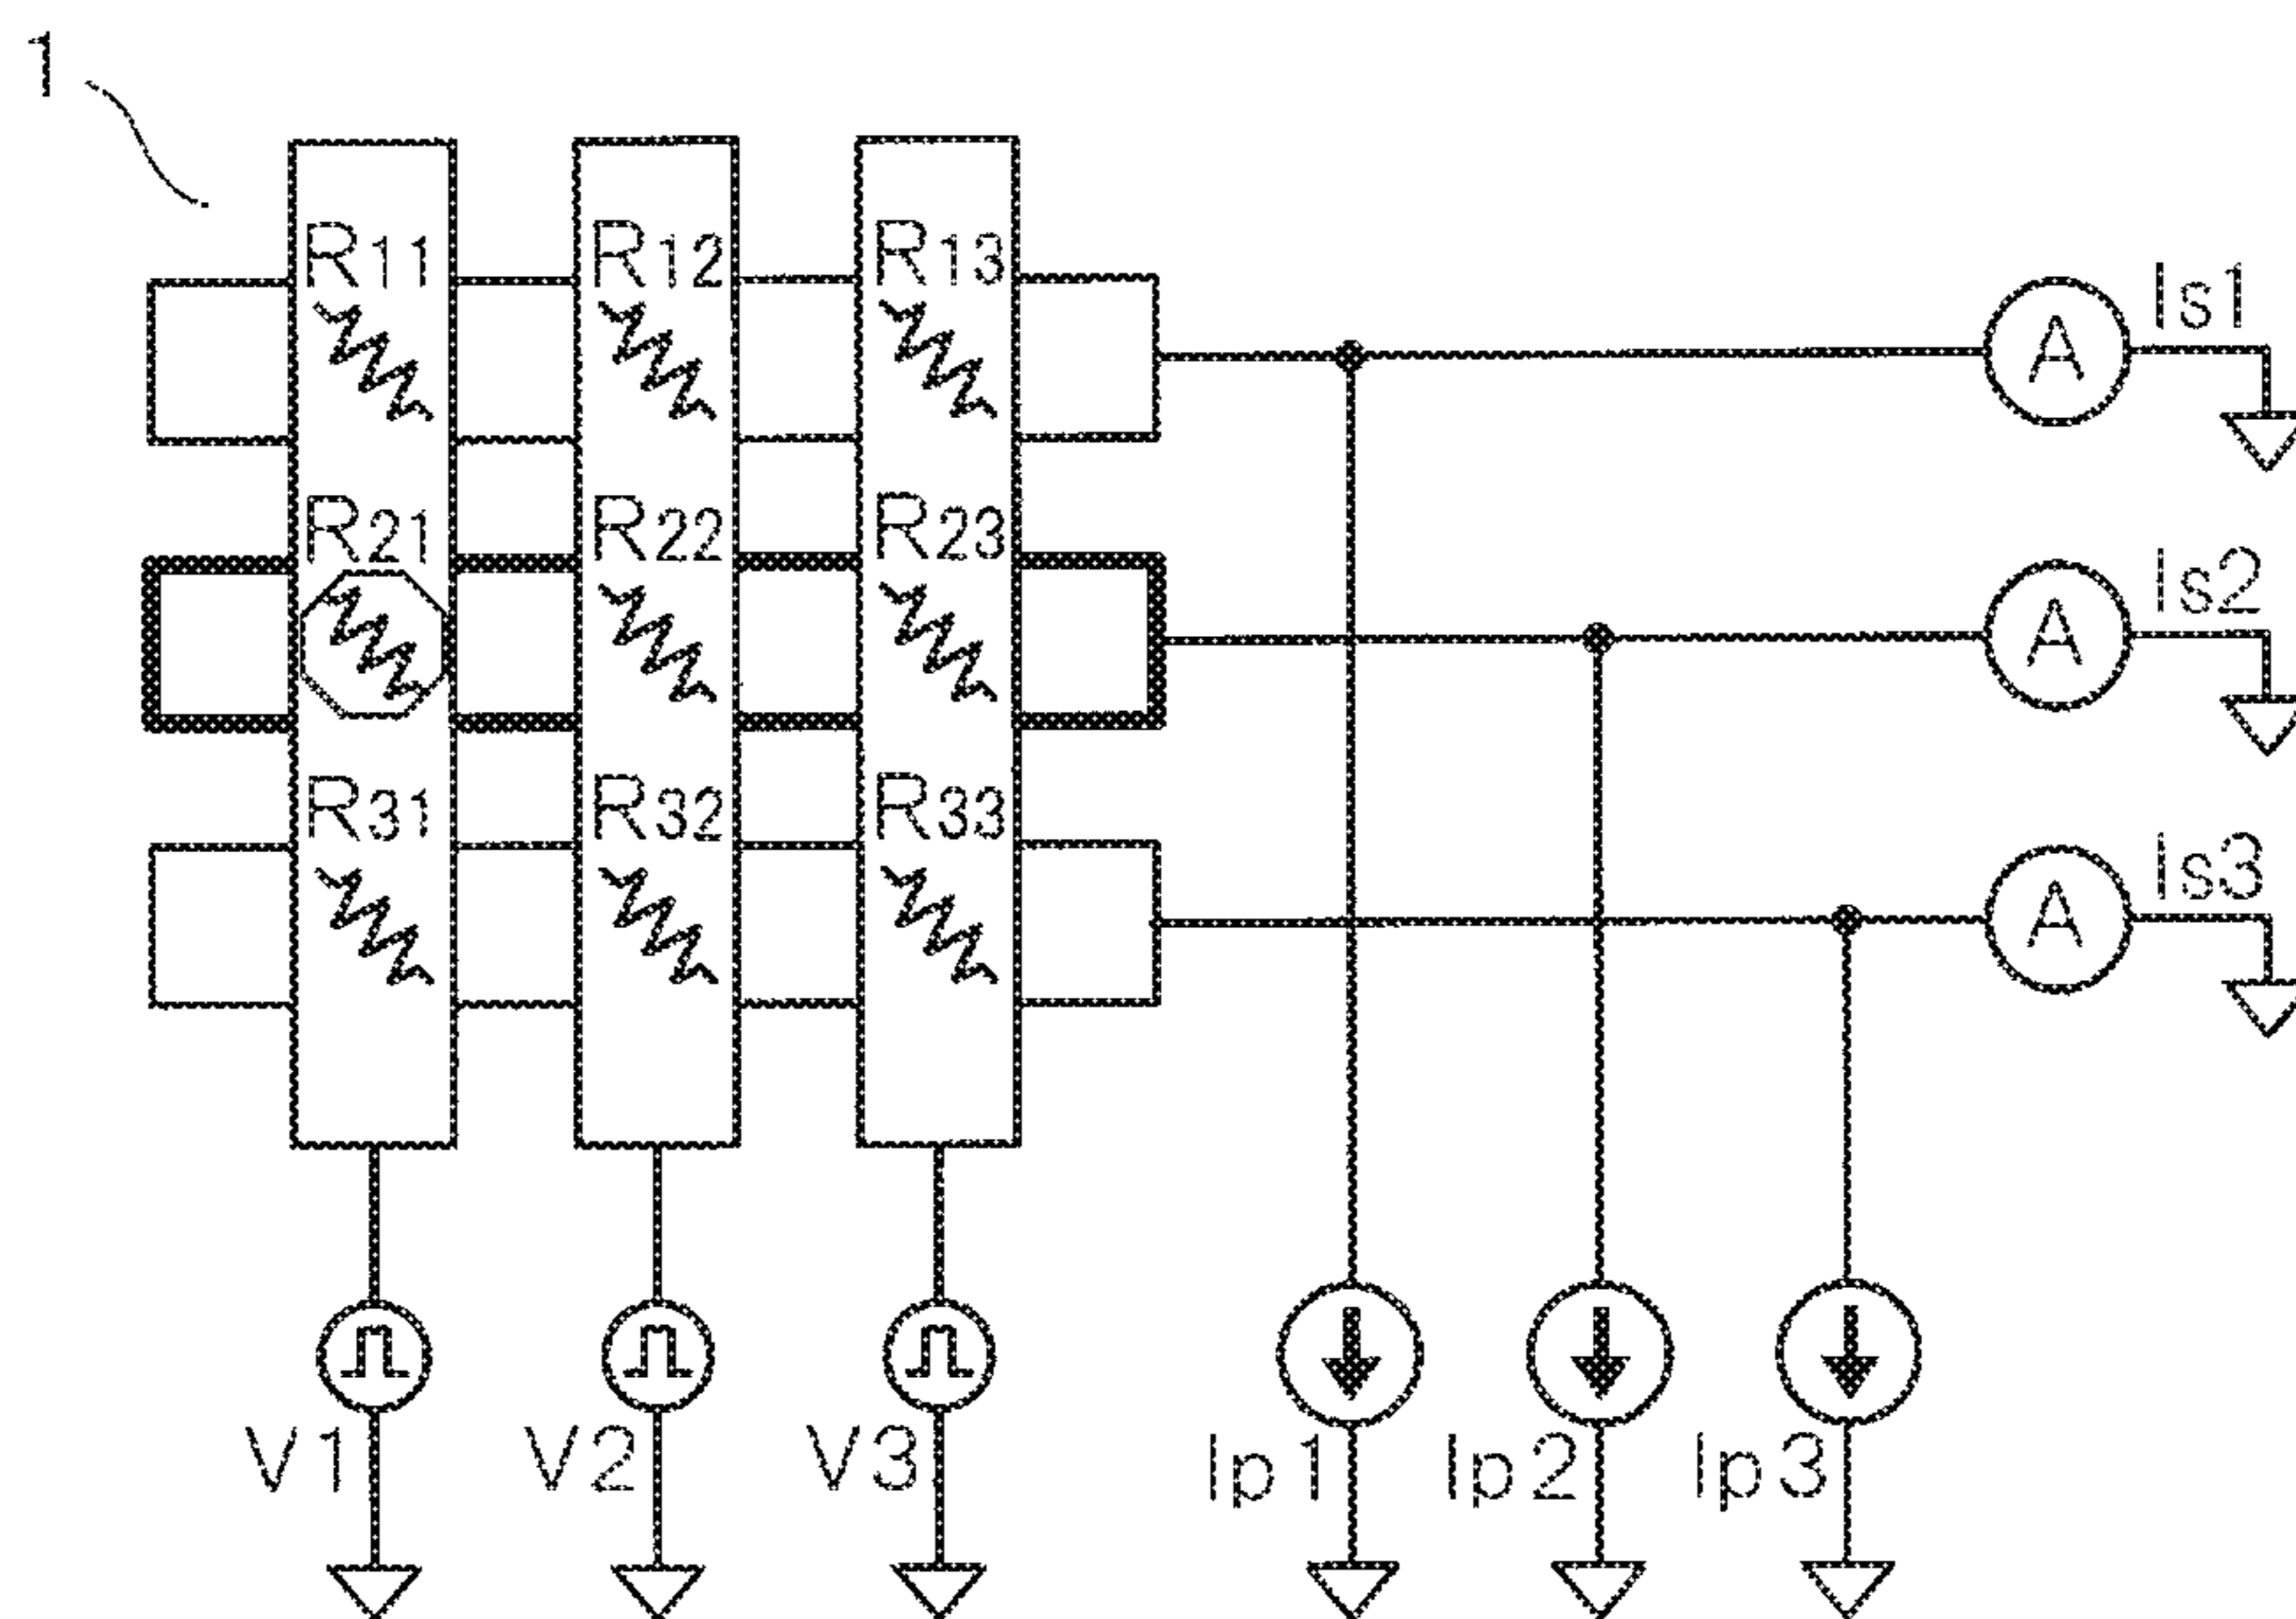 1
R11 R12 R13
Is1
R21 R22 R23
A
Is2
A
R31 R32 R33
Is3
A
V1 V2 V3 Ip1 Ip2 Ip3